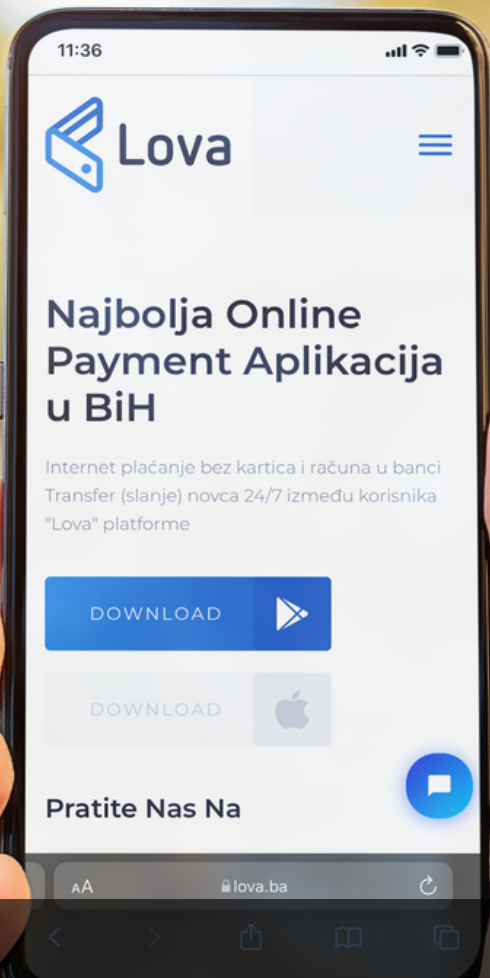 11:36
Lova
Najbolja Online
Payment Aplikacija
u BiH
Internet plaćanje bez kartica i računa u banci
Transfer (slanje) novca 24/7 između korisnika
"Lova" platforme
DOWNLOAD
DOWNLOAD
Pratite Nas Na
AA
lova.ba